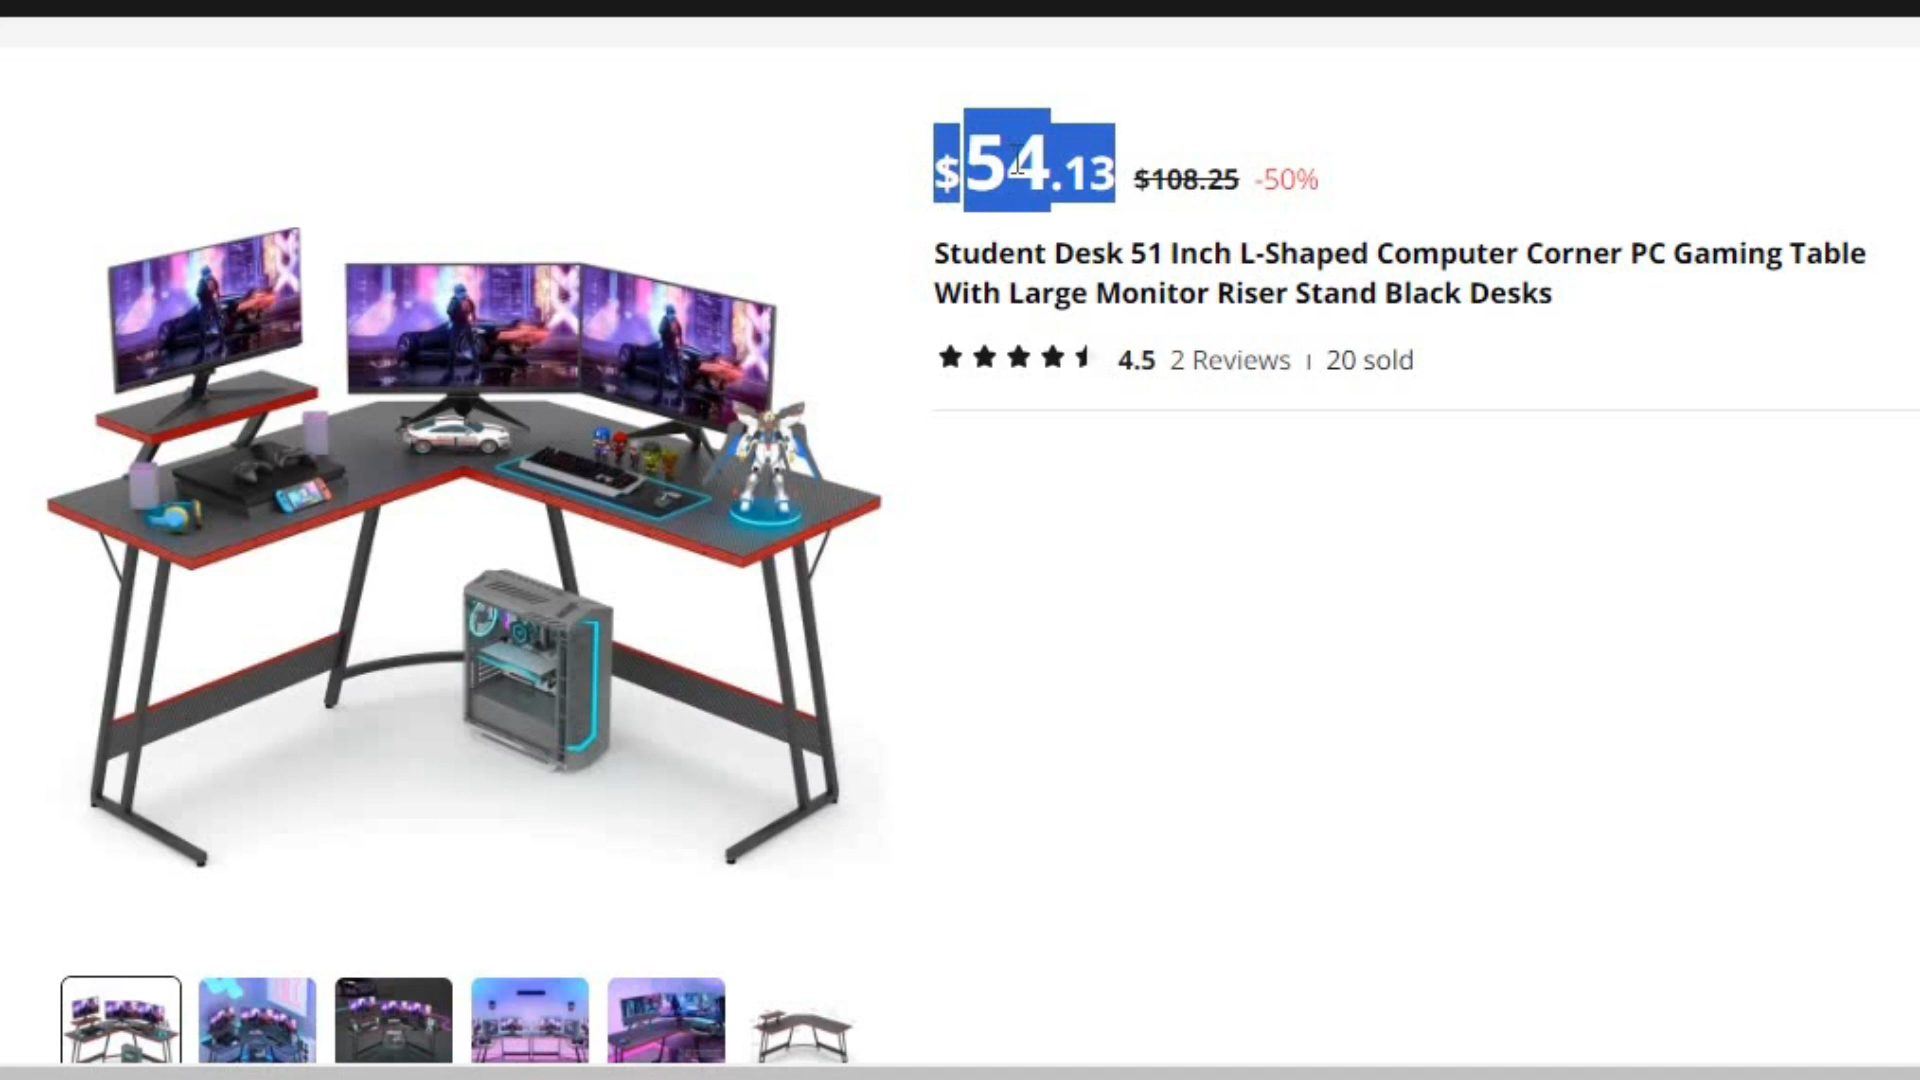 $54.13 $108.25 -50%
Student Desk 51 Inch L-Shaped Computer Corner PC Gaming Table
With Large Monitor Riser Stand Black Desks
4.5 2 Reviews | 20 sold